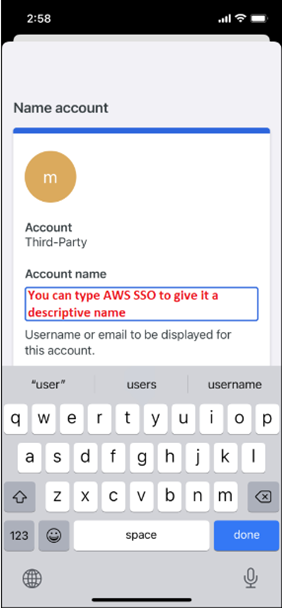 2:58
Name account
m
Account
Third-Party
Account name
You can type AWS SSO to give it a
descriptive name
Username or email to be displayed for
this account.
"user" users username
q w e r t y u i o p
a s d f g h j k l
z x c v b n m
123 space done